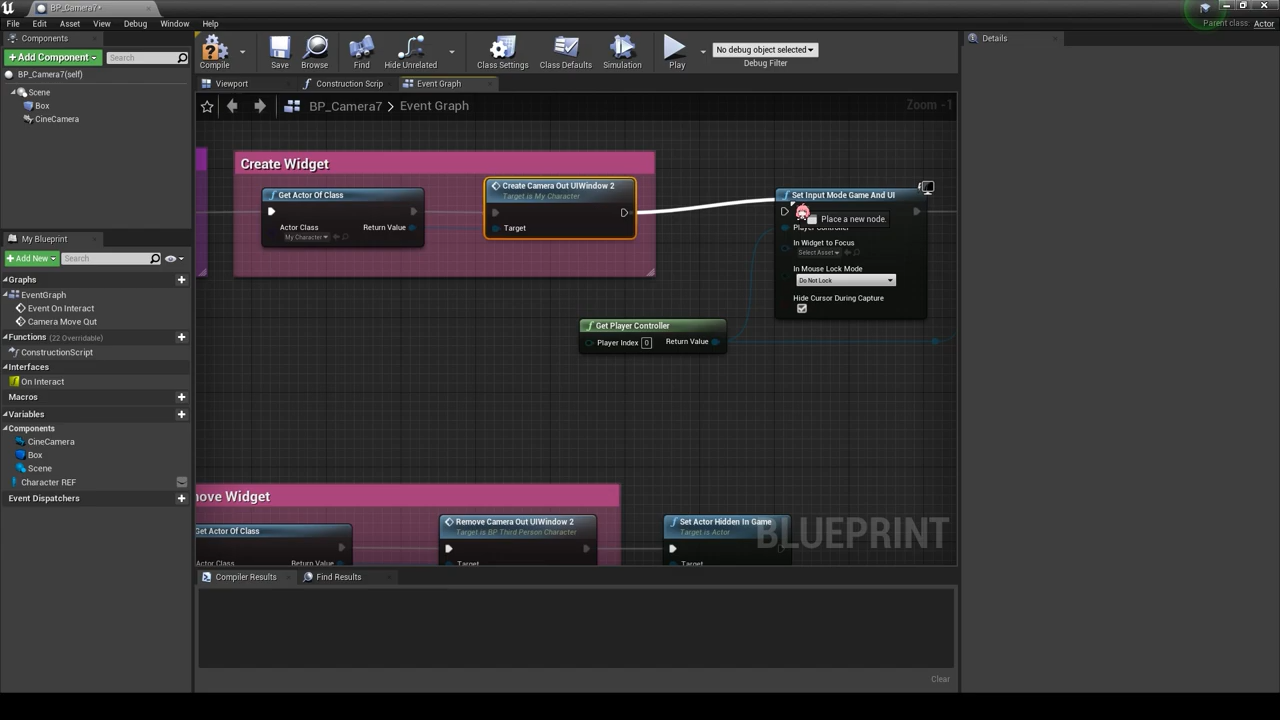 BP_Camera7*
File Edit Asset View Debug Window Help
Parent class: Actor
Components
+Add Component Search
BP_Camera7(self)
Scene
Box
CineCamera
Compile
Save
Browse
Find
Hide Unrelated
Class Settings
Class Defaults
Simulation
Play
No debug object selected
Debug Filter
Details
Viewport
Construction Scrip
Event Graph
BP_Camera7 > Event Graph
Zoom -1
Create Widget
Get Actor Of Class
Actor Class
My Character
Return Value
Create Camera Out UIWindow 2
Target is My Character
Target
Set Input Mode Game And UI
Place a new node.
Player Controller
In Widget to Focus
Select Asset
In Mouse Lock Mode
Do Not Lock
Hide Cursor During Capture
Get Player Controller
Player Index 0
Return Value
My Blueprint
+Add New Search
Graphs
EventGraph
Event On Interact
Camera Move Qut
Functions (22 Overridable)
ConstructionScript
Interfaces
On Interact
Macros
Variables
Components
CineCamera
Box
Scene
Character REF
Event Dispatchers
nove Widget
Get Actor Of Class
Actor Class
Return Value
Remove Camera Out UIWindow 2
Target is BP Third Person Character
Target
Set Actor Hidden In Game
Target is Actor
Target
BLUEPRINT
Compiler Results
Find Results
Clear